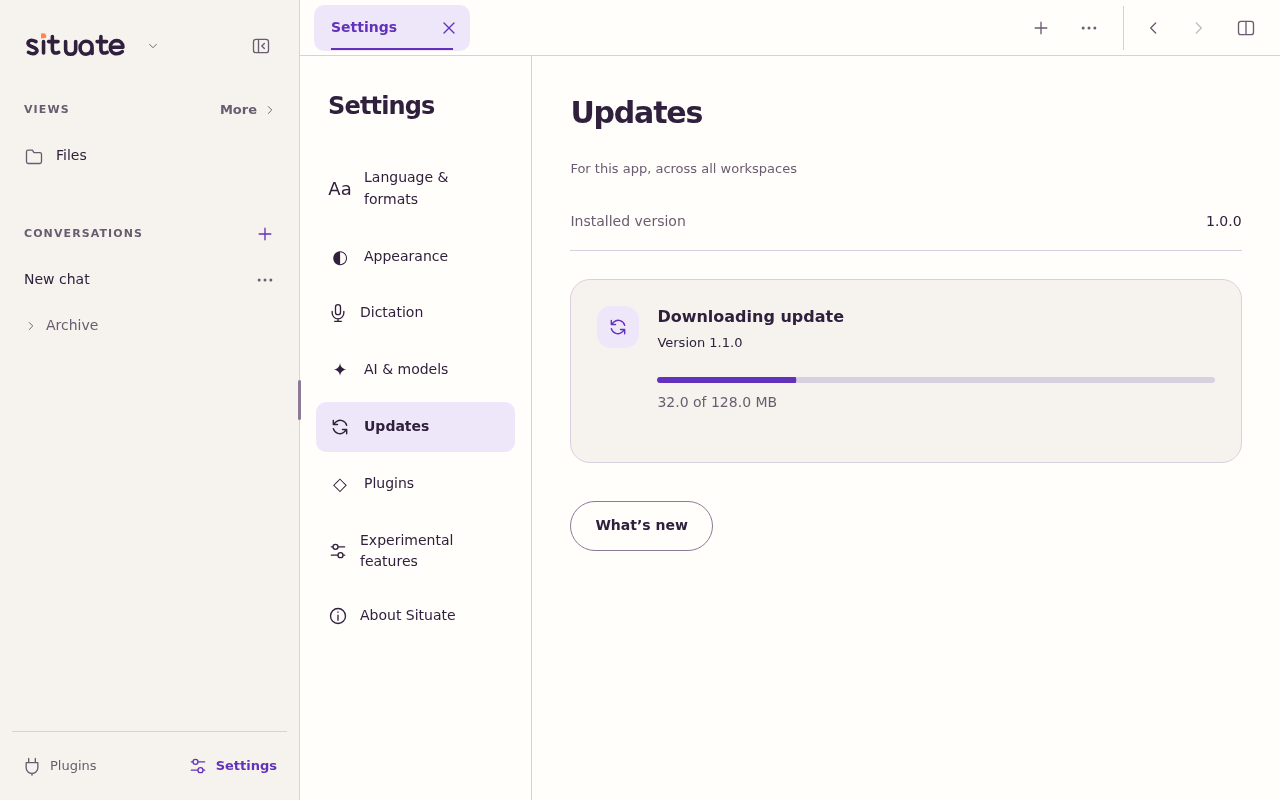 situate
VIEWS
More
Files
CONVERSATIONS
New chat
Archive
Plugins
Settings
Settings
Settings
Aa
Language &
formats
Appearance
Dictation
AI & models
Updates
Plugins
Experimental
features
About Situate
Updates
For this app, across all workspaces
Installed version
1.0.0
Downloading update
Version 1.1.0
32.0 of 128.0 MB
What’s new